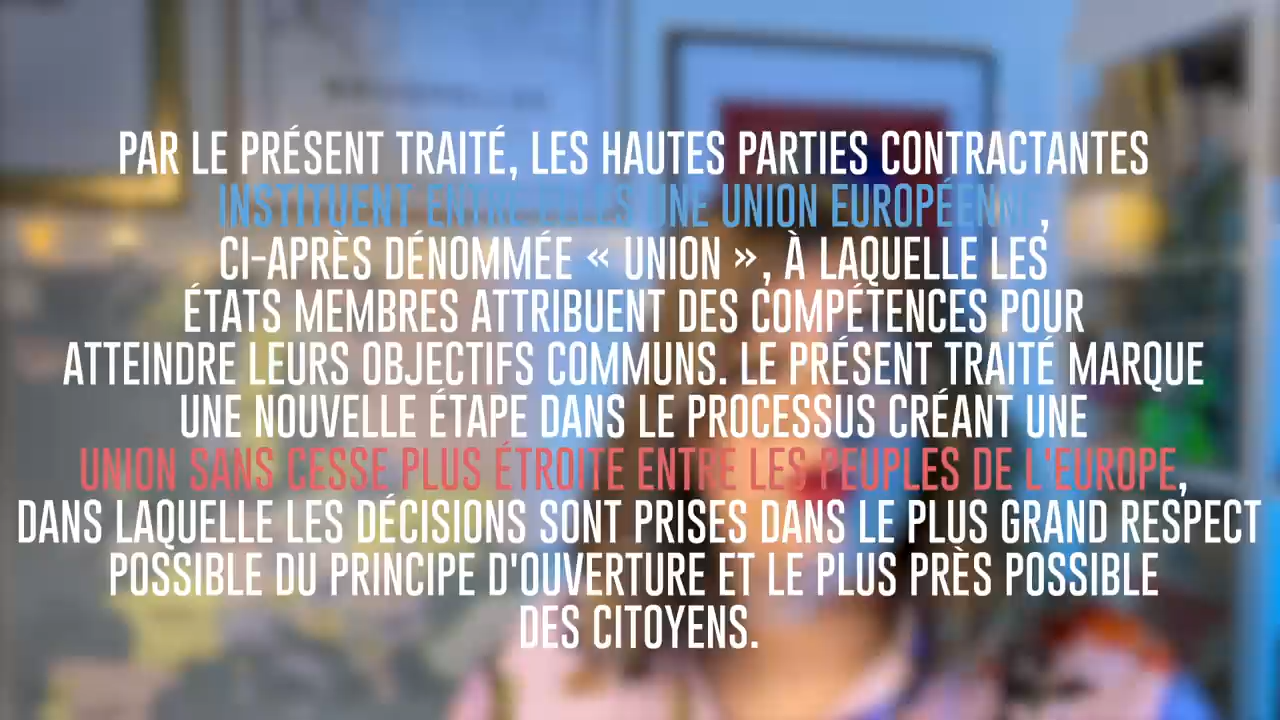 PAR LE PRÉSENT TRAITÉ, LES HAUTES PARTIES CONTRACTANTES
INSTITUENT ENTRE ELLES UNE UNION EUROPÉENNE,
CI-APRÈS DÉNOMMÉE « UNION », À LAQUELLE LES
ÉTATS MEMBRES ATTRIBUENT DES COMPÉTENCES POUR
ATTEINDRE LEURS OBJECTIFS COMMUNS. LE PRÉSENT TRAITÉ MARQUE
UNE NOUVELLE ÉTAPE DANS LE PROCESSUS CRÉANT UNE
UNION SANS CESSE PLUS ÉTROITE ENTRE LES PEUPLES DE L'EUROPE,
DANS LAQUELLE LES DÉCISIONS SONT PRISES DANS LE PLUS GRAND RESPECT
POSSIBLE DU PRINCIPE D'OUVERTURE ET LE PLUS PRÈS POSSIBLE
DES CITOYENS.